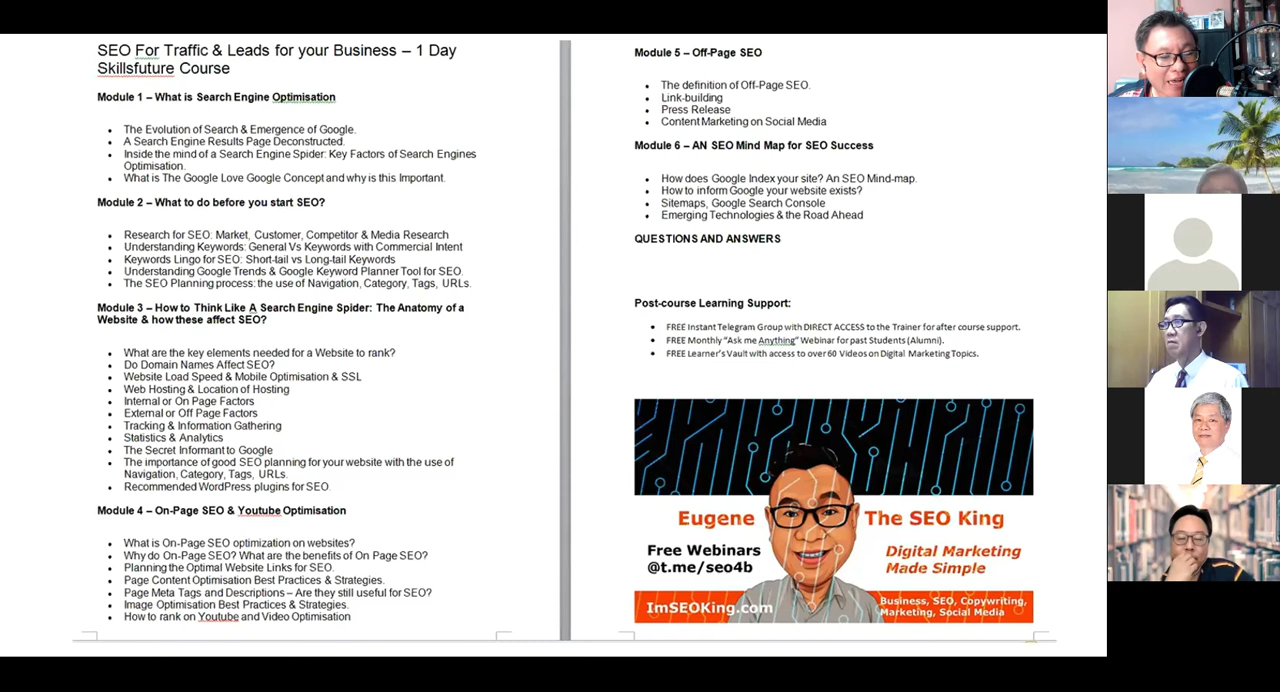 SEO For Traffic & Leads for your Business – 1 Day
Skillsfuture Course
Module 1 – What is Search Engine Optimisation
The Evolution of Search & Emergence of Google.
A Search Engine Results Page Deconstructed.
Inside the mind of a Search Engine Spider: Key Factors of Search Engines
Optimisation.
What is The Google Love Google Concept and why is this Important.
Module 2 – What to do before you start SEO?
Research for SEO: Market, Customer, Competitor & Media Research
Understanding Keywords: General Vs Keywords with Commercial Intent
Keywords Lingo for SEO: Short-tail vs Long-tail Keywords
Understanding Google Trends & Google Keyword Planner Tool for SEO.
The SEO Planning process: the use of Navigation, Category, Tags, URLs.
Module 3 – How to Think Like A Search Engine Spider: The Anatomy of a
Website & how these affect SEO?
What are the key elements needed for a Website to rank?
Do Domain Names Affect SEO?
Website Load Speed & Mobile Optimisation & SSL
Web Hosting & Location of Hosting
Internal or On Page Factors
External or Off Page Factors
Tracking & Information Gathering
Statistics & Analytics
The Secret Informant to Google
The importance of good SEO planning for your website with the use of
Navigation, Category, Tags, URLs.
Recommended WordPress plugins for SEO.
Module 4 – On-Page SEO & Youtube Optimisation
What is On-Page SEO optimization on websites?
Why do On-Page SEO? What are the benefits of On Page SEO?
Planning the Optimal Website Links for SEO.
Page Content Optimisation Best Practices & Strategies.
Page Meta Tags and Descriptions – Are they still useful for SEO?
Image Optimisation Best Practices & Strategies.
How to rank on Youtube and Video Optimisation
Module 5 – Off-Page SEO
The definition of Off-Page SEO.
Link-building
Press Release
Content Marketing on Social Media
Module 6 – AN SEO Mind Map for SEO Success
How does Google Index your site? An SEO Mind-map.
How to inform Google your website exists?
Sitemaps, Google Search Console
Emerging Technologies & the Road Ahead
QUESTIONS AND ANSWERS
Post-course Learning Support:
FREE Instant Telegram Group with DIRECT ACCESS to the Trainer for after course support.
FREE Monthly "Ask me Anything" Webinar for past Students (Alumni).
FREE Learner's Vault with access to over 60 Videos on Digital Marketing Topics.
Eugene The SEO King
Free Webinars
@t.me/seo4b
Digital Marketing
Made Simple
ImSEOKing.com
Business, SEO, Copywriting,
Marketing, Social Media